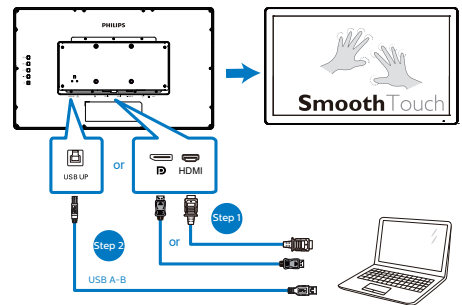 PHILIPS
SmoothTouch
USB UP
or
HDMI
Step 1
Step 2
or
USB A-B